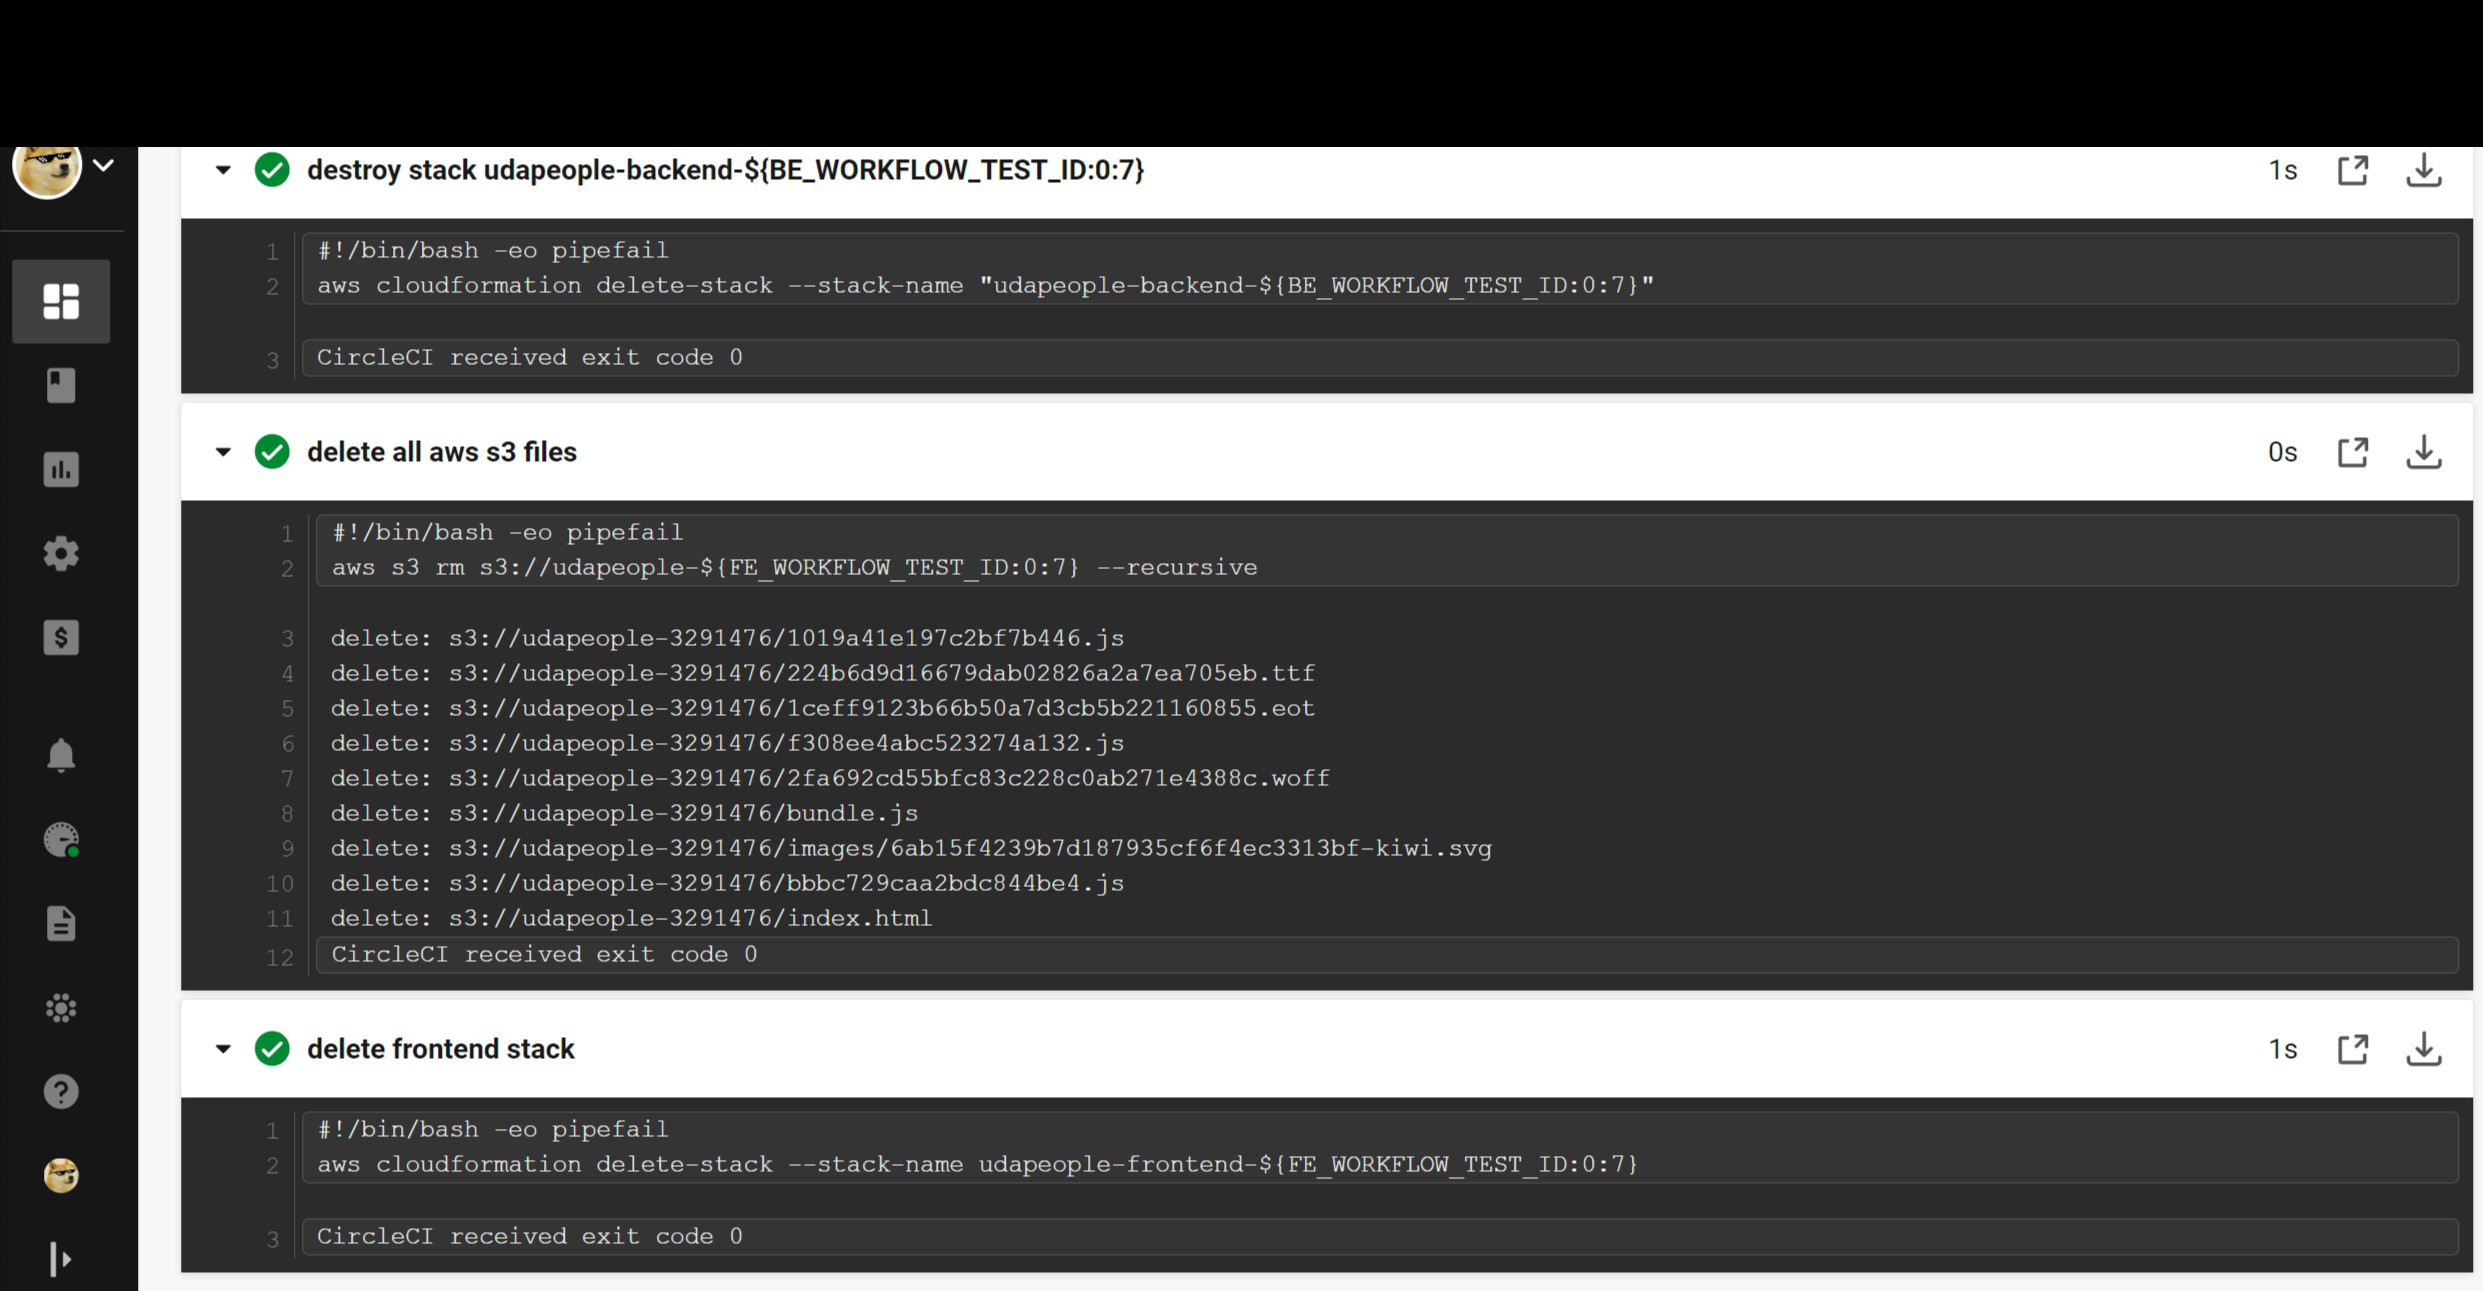 destroy stack udapeople-backend-${BE_WORKFLOW_TEST_ID:0:7} 1s
1 #!/bin/bash -eo pipefail
2 aws cloudformation delete-stack --stack-name "udapeople-backend-${BE_WORKFLOW_TEST_ID:0:7}"
3 CircleCI received exit code 0
delete all aws s3 files 0s
1 #!/bin/bash -eo pipefail
2 aws s3 rm s3://udapeople-${FE_WORKFLOW_TEST_ID:0:7} --recursive
3 delete: s3://udapeople-3291476/1019a41e197c2bf7b446.js
4 delete: s3://udapeople-3291476/224b6d9d16679dab02826a2a7ea705eb.ttf
5 delete: s3://udapeople-3291476/1ceff9123b66b50a7d3cb5b221160855.eot
6 delete: s3://udapeople-3291476/f308ee4abc523274a132.js
7 delete: s3://udapeople-3291476/2fa692cd55bfc83c228c0ab271e4388c.woff
8 delete: s3://udapeople-3291476/bundle.js
9 delete: s3://udapeople-3291476/images/6ab15f4239b7d187935cf6f4ec3313bf-kiwi.svg
10 delete: s3://udapeople-3291476/bbbc729caa2bdc844be4.js
11 delete: s3://udapeople-3291476/index.html
12 CircleCI received exit code 0
delete frontend stack 1s
1 #!/bin/bash -eo pipefail
2 aws cloudformation delete-stack --stack-name udapeople-frontend-${FE_WORKFLOW_TEST_ID:0:7}
3 CircleCI received exit code 0